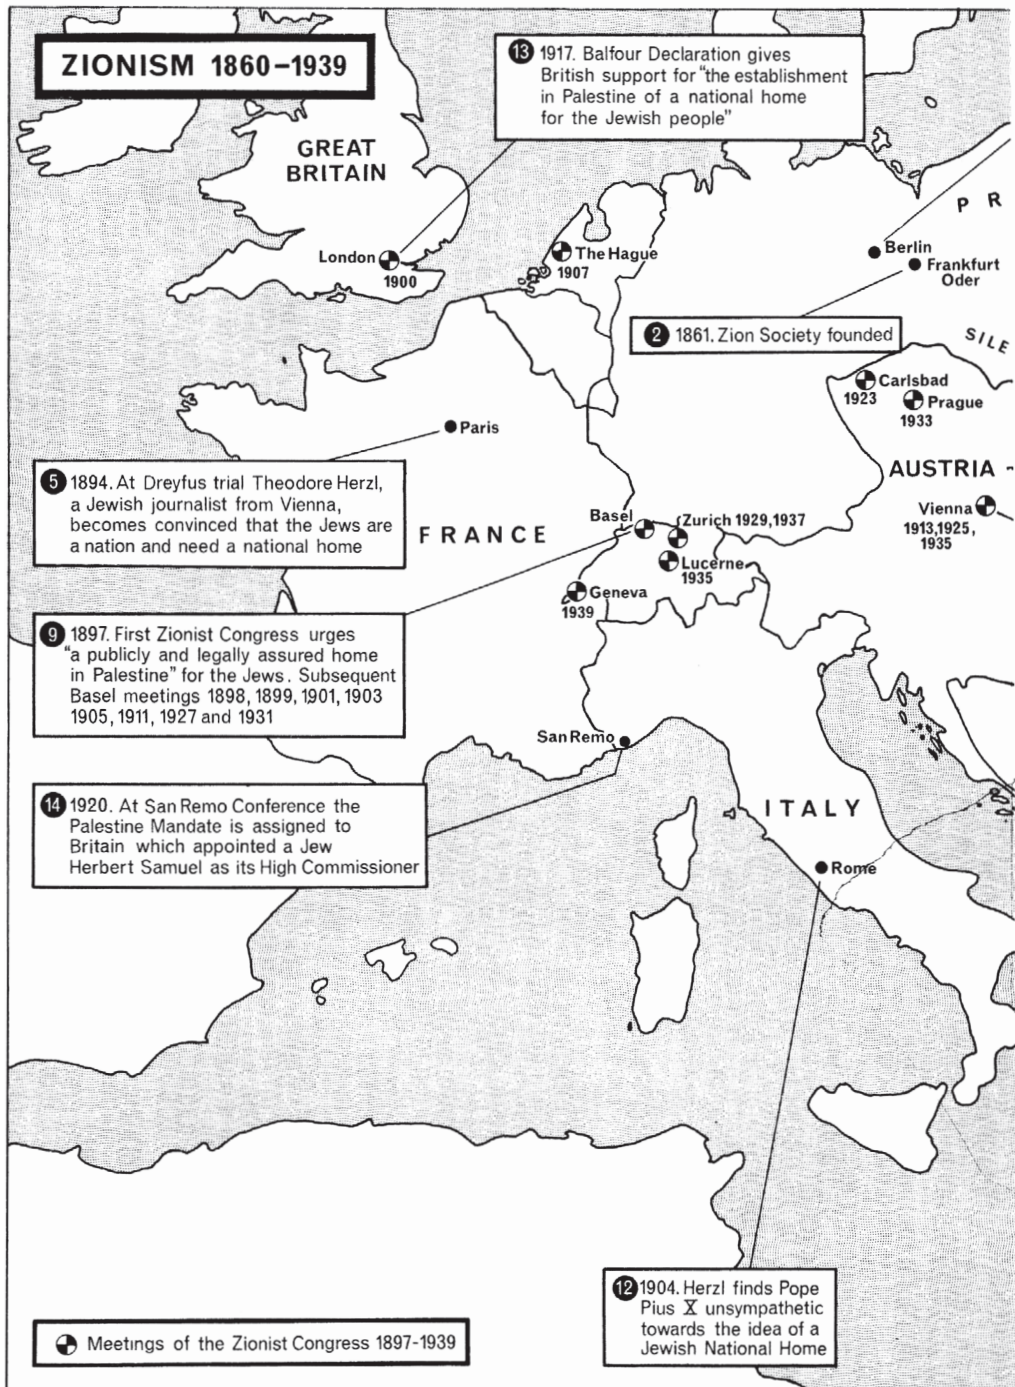 ZIONISM 1860–1939
13 1917. Balfour Declaration gives
British support for "the establishment
in Palestine of a national home
for the Jewish people"
GREAT
BRITAIN
P R
London
1900
The Hague
1907
Berlin
Frankfurt
Oder
2 1861. Zion Society founded
SILE
Carlsbad
1923
Prague
1933
Paris
AUSTRIA -
5 1894. At Dreyfus trial Theodore Herzl,
a Jewish journalist from Vienna,
becomes convinced that the Jews are
a nation and need a national home
FRANCE
Vienna
1913,1925,
1935
Basel
Zurich 1929,1937
Lucerne
1935
Geneva
1939
9 1897. First Zionist Congress urges
"a publicly and legally assured home
in Palestine" for the Jews. Subsequent
Basel meetings 1898, 1899, 1901, 1903
1905, 1911, 1927 and 1931
San Remo
14 1920. At San Remo Conference the
Palestine Mandate is assigned to
Britain which appointed a Jew
Herbert Samuel as its High Commissioner
ITALY
Rome
12 1904. Herzl finds Pope
Pius X unsympathetic
towards the idea of a
Jewish National Home
Meetings of the Zionist Congress 1897-1939